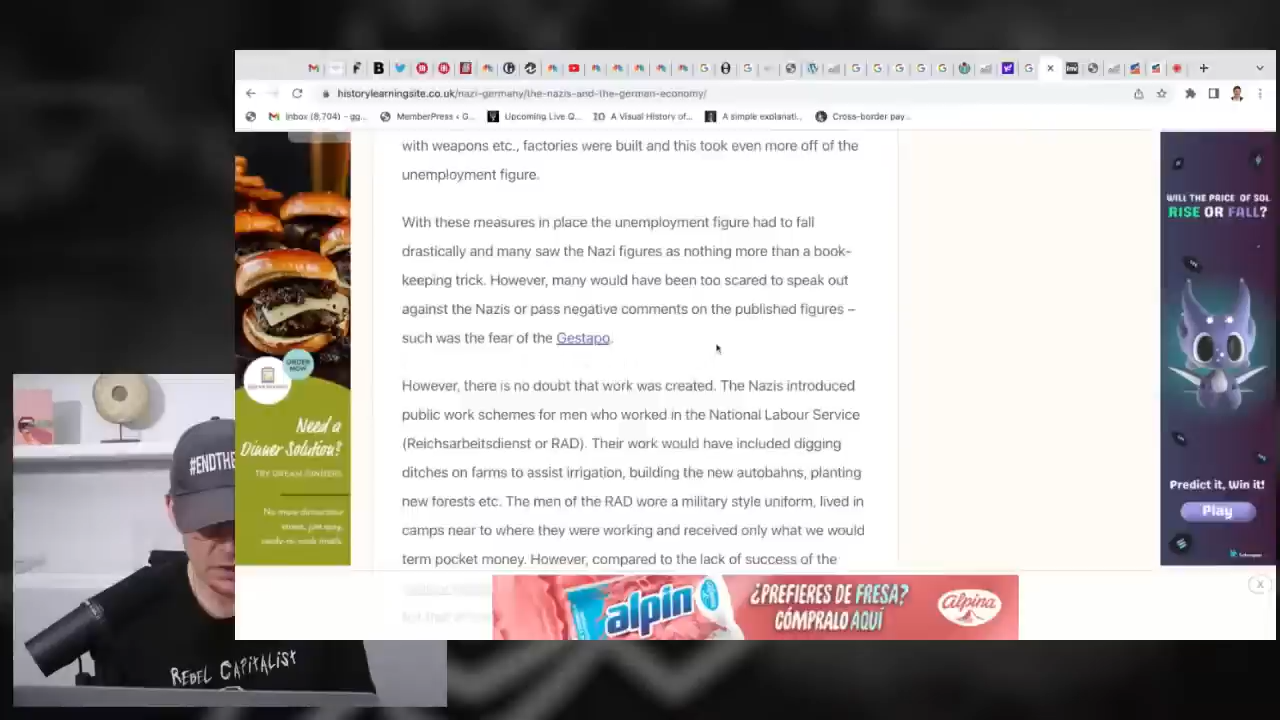 historylearningsite.co.uk/nazi-germany/the-nazis-and-the-german-economy/
Inbox (8,704) – gg...
MemberPress ‹ G...
Upcoming Live Q...
A Visual History of...
A simple explanati...
Cross-border pay...
with weapons etc., factories were built and this took even more off of the
unemployment figure.
With these measures in place the unemployment figure had to fall
drastically and many saw the Nazi figures as nothing more than a book-
keeping trick. However, many would have been too scared to speak out
against the Nazis or pass negative comments on the published figures –
such was the fear of the Gestapo.
However, there is no doubt that work was created. The Nazis introduced
public work schemes for men who worked in the National Labour Service
(Reichsarbeitsdienst or RAD). Their work would have included digging
ditches on farms to assist irrigation, building the new autobahns, planting
new forests etc. The men of the RAD wore a military style uniform, lived in
camps near to where they were working and received only what we would
term pocket money. However, compared to the lack of success of the
ORDER
NOW
Need a
Dinner Solution?
TRY DREAM DINNERS
WILL THE PRICE OF SOL
RISE OR FALL?
Predict it, Win it!
Play
alpin
¿PREFIERES DE FRESA?
CÓMPRALO AQUÍ
Alpina
X
#ENDTHE
REBEL CAPITALIST